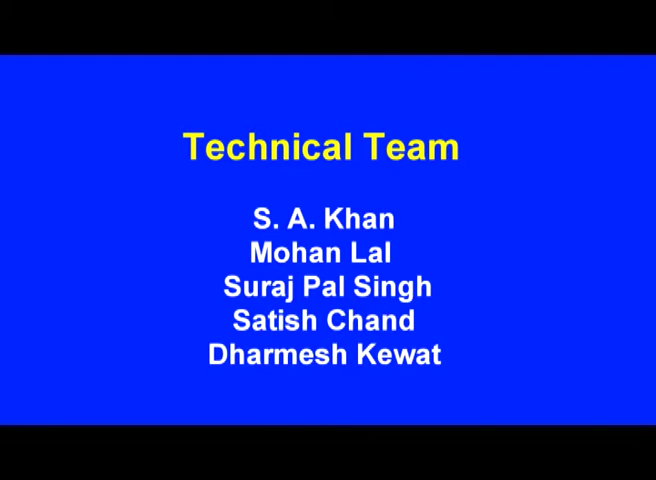 Technical Team
S. A. Khan
Mohan Lal
Suraj Pal Singh
Satish Chand
Dharmesh Kewat